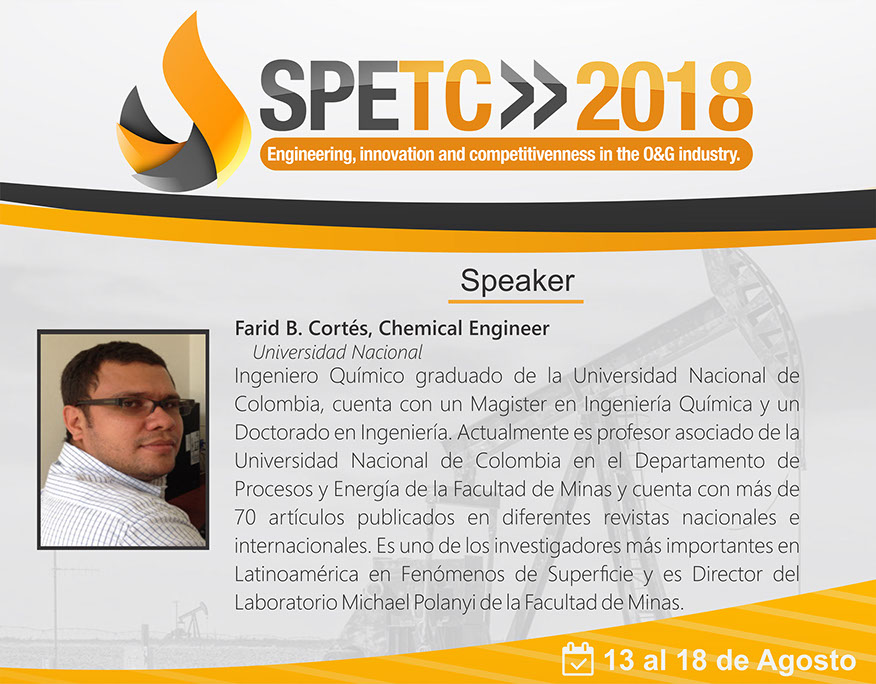 SPETC>>2018
Engineering, innovation and competitivenness in the O&G industry.
Speaker
Farid B. Cortés, Chemical Engineer
Universidad Nacional
Ingeniero Químico graduado de la Universidad Nacional de
Colombia, cuenta con un Magister en Ingeniería Química y un
Doctorado en Ingeniería. Actualmente es profesor asociado de la
Universidad Nacional de Colombia en el Departamento de
Procesos y Energía de la Facultad de Minas y cuenta con más de
70 artículos publicados en diferentes revistas nacionales e
internacionales. Es uno de los investigadores más importantes en
Latinoamérica en Fenómenos de Superficie y es Director del
Laboratorio Michael Polanyi de la Facultad de Minas.
13 al 18 de Agosto